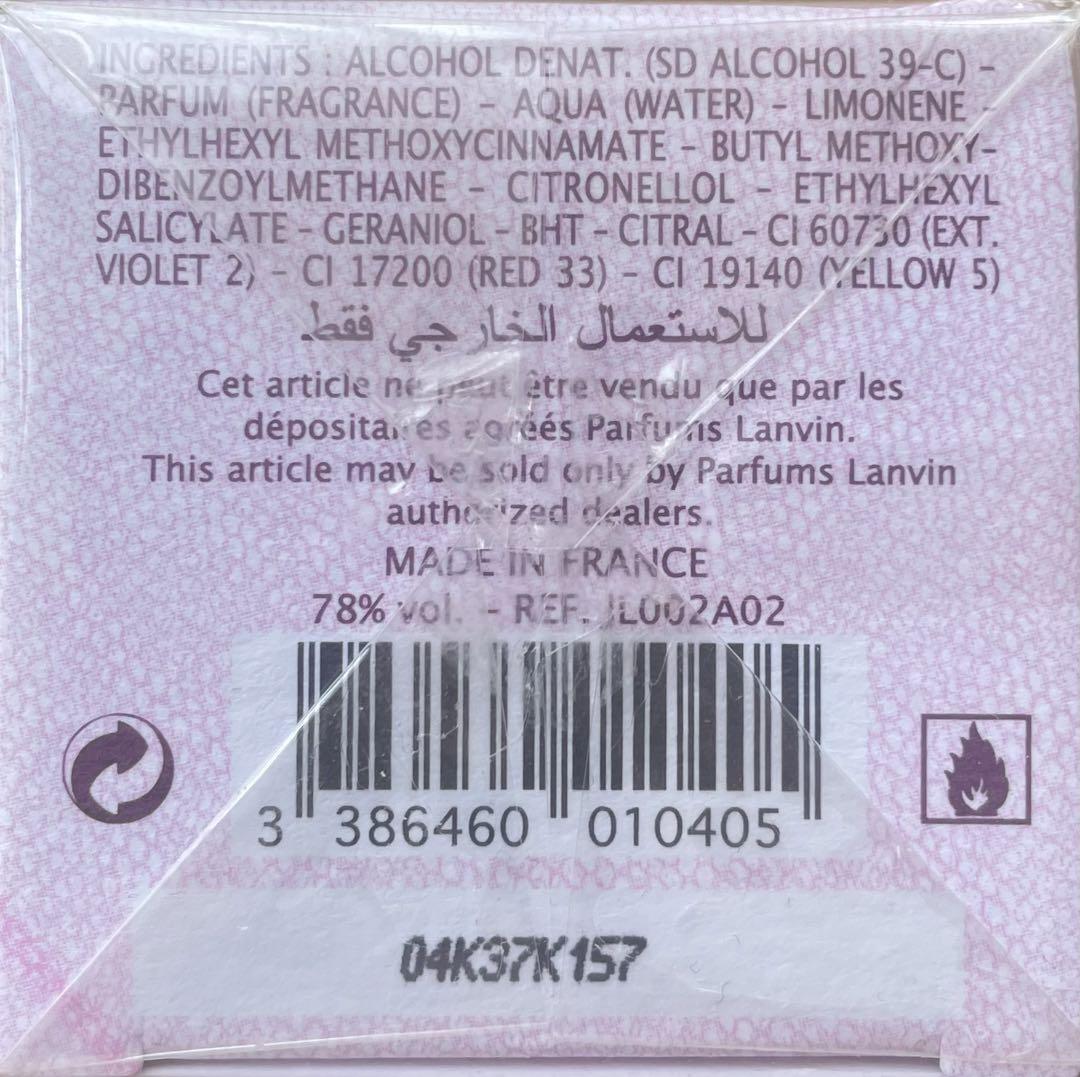 INGREDIENTS : ALCOHOL DENAT. (SD ALCOHOL 39-C) -
PARFUM (FRAGRANCE) - AQUA (WATER) - LIMONENE -
ETHYLHEXYL METHOXYCINNAMATE - BUTYL METHOXY-
DIBENZOYLMETHANE - CITRONELLOL - ETHYLHEXYL
SALICYLATE - GERANIOL - BHT - CITRAL - CI 60730 (EXT.
VIOLET 2) - CI 17200 (RED 33) - CI 19140 (YELLOW 5)
للاستعمال الخارجي فقط
Cet article ne peut être vendu que par les
dépositaires agréés Parfums Lanvin.
This article may be sold only by Parfums Lanvin
authorized dealers.
MADE IN FRANCE
78% vol. - REF. JL002A02
3 386460 010405
04K37K157